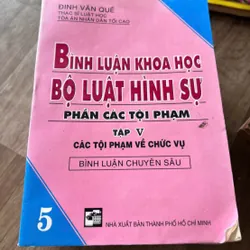 ĐINH VĂN QUẾ
THẠC SĨ LUẬT HỌC
TÒA ÁN NHÂN DÂN TỐI CAO
BÌNH LUẬN KHOA HỌC
BỘ LUẬT HÌNH SỰ
PHẦN CÁC TỘI PHẠM
TẬP V
CÁC TỘI PHẠM VỀ CHỨC VỤ
BÌNH LUẬN CHUYÊN SÂU
5
NHÀ XUẤT BẢN THÀNH PHỐ HỒ CHÍ MINH